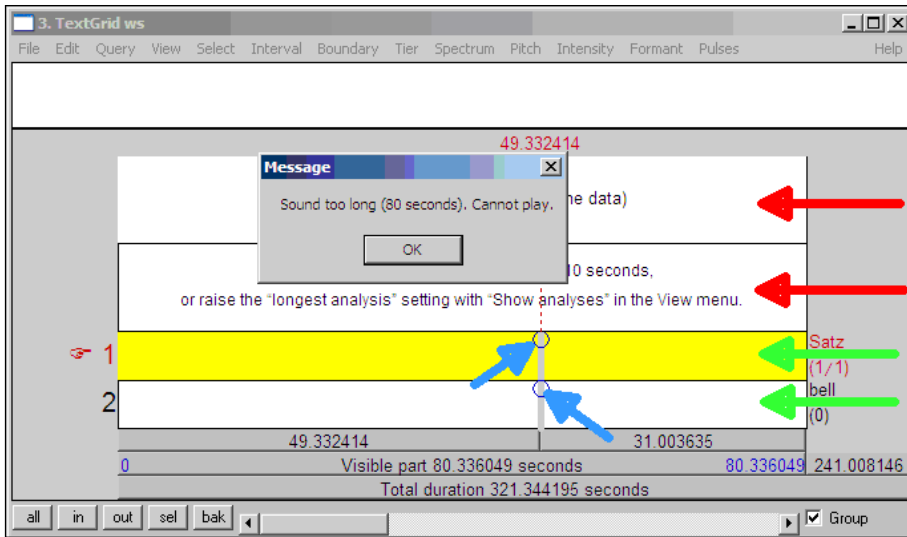 3. TextGrid ws
File Edit Query View Select Interval Boundary Tier Spectrum Pitch Intensity Formant Pulses Help
49.332414
Message
Sound too long (80 seconds). Cannot play.
OK
data)
10 seconds,
or raise the “longest analysis” setting with “Show analyses” in the View menu.
1
Satz
(1/1)
2
bell
(0)
49.332414 31.003635
0 Visible part 80.336049 seconds 80.336049 241.008146
Total duration 321.344195 seconds
all in out sel bak Group